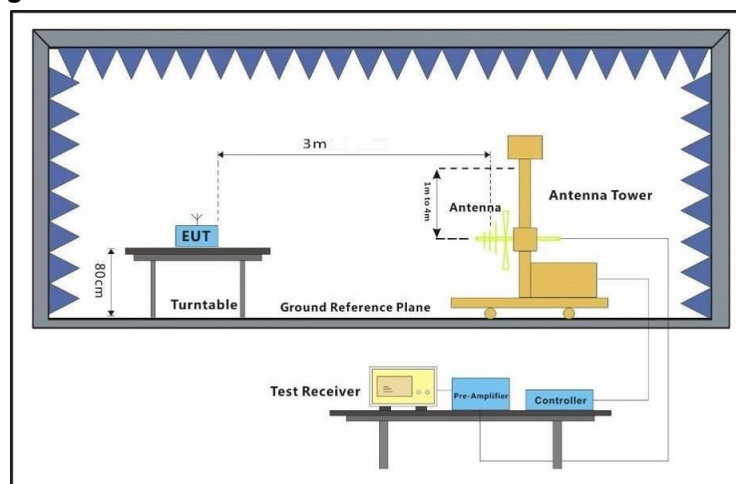 3m
1m to 4m
Antenna Tower
Antenna
EUT
80cm
Turntable
Ground Reference Plane
Test Receiver
Pre-Amplifier
Controller